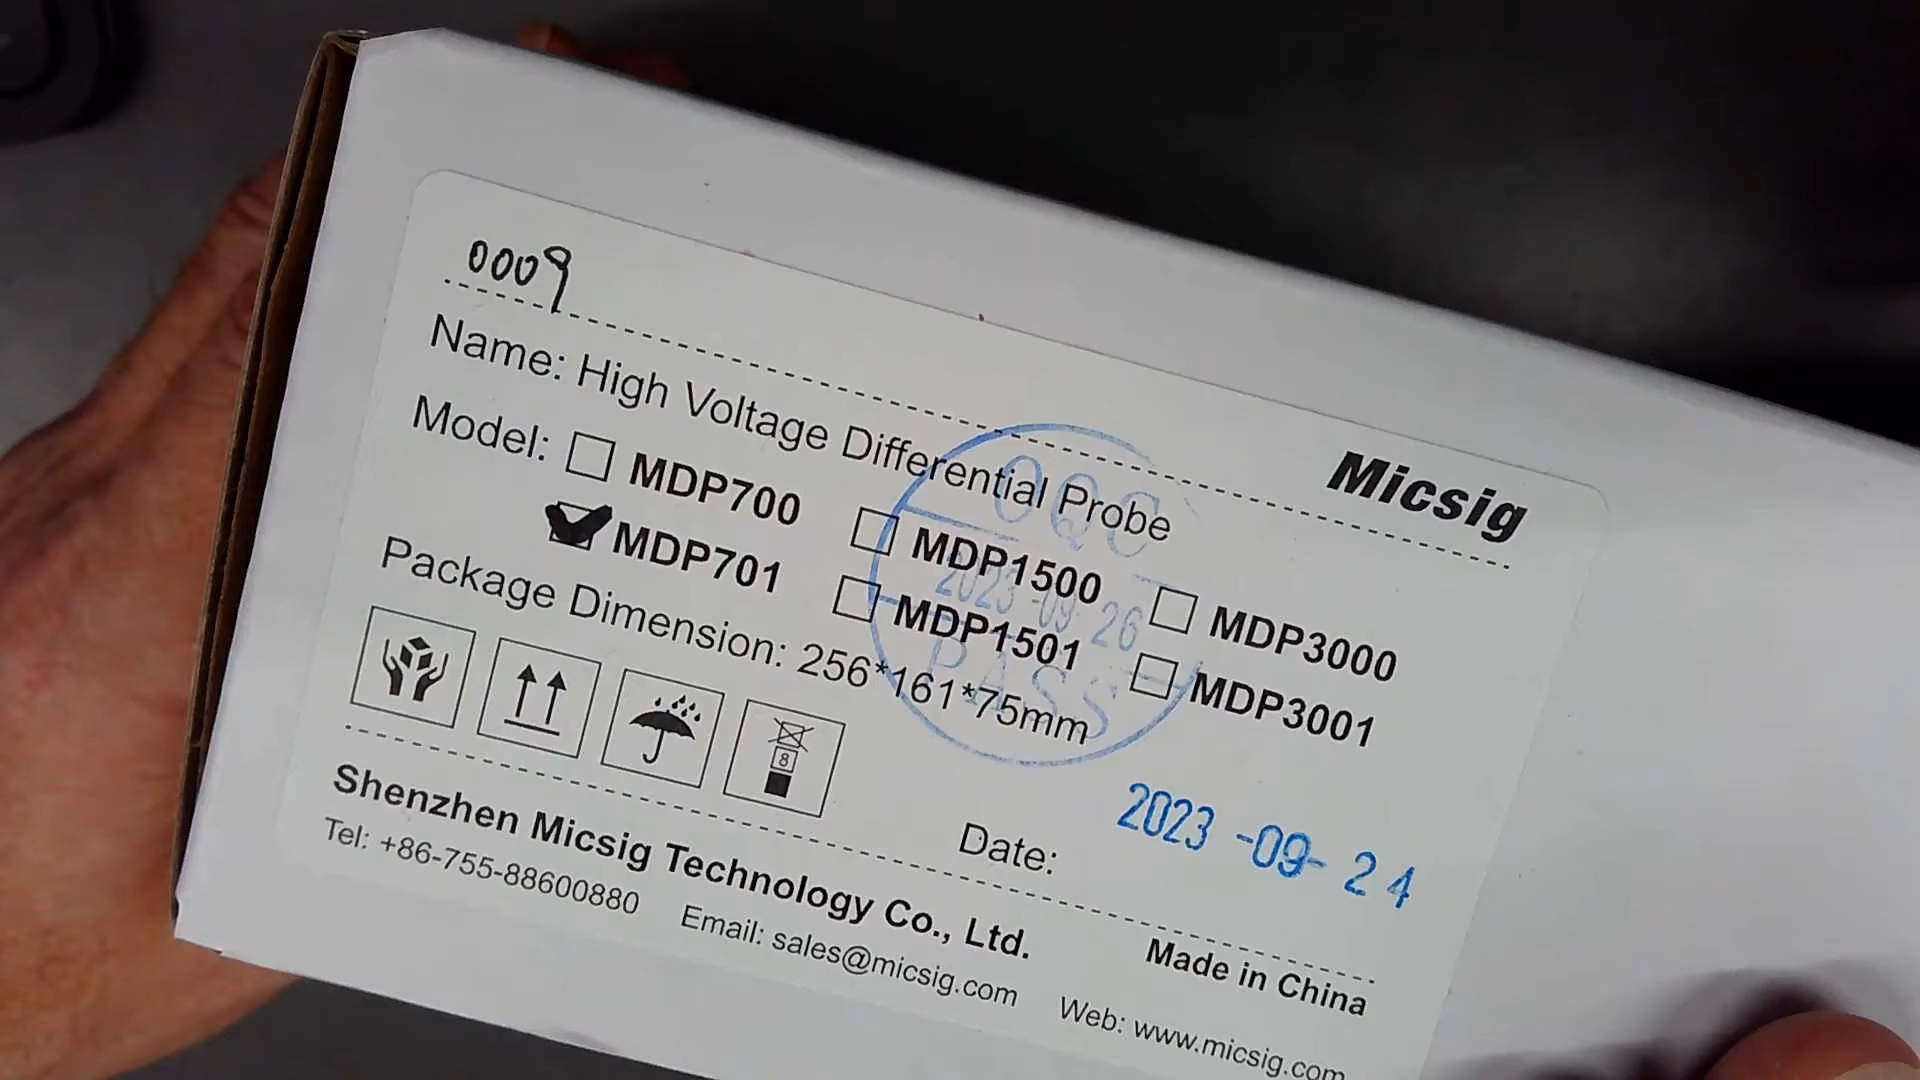 0009
Micsig
Name: High Voltage Differential Probe
Model: MDP700 MDP1500 MDP3000
MDP701 MDP1501 MDP3001
Package Dimension: 256*161*75mm
OQC
2023-09-26
PASS
8
Date: 2023-09-24
Shenzhen Micsig Technology Co., Ltd. Made in China
Tel: +86-755-88600880 Email: sales@micsig.com Web: www.micsig.com